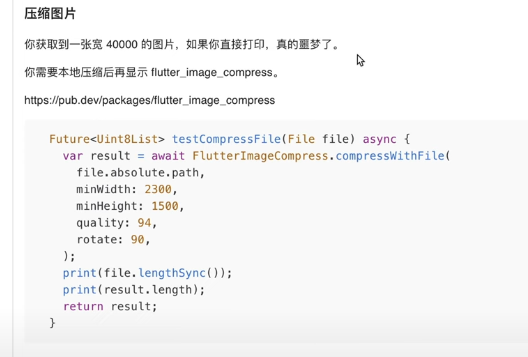 压缩图片
你获取到一张宽 40000 的图片，如果你直接打印，真的噩梦了。
你需要本地压缩后再显示 flutter_image_compress。
https://pub.dev/packages/flutter_image_compress
Future<Uint8List> testCompressFile(File file) async {
  var result = await FlutterImageCompress.compressWithFile(
    file.absolute.path,
    minWidth: 2300,
    minHeight: 1500,
    quality: 94,
    rotate: 90,
  );
  print(file.lengthSync());
  print(result.length);
  return result;
}